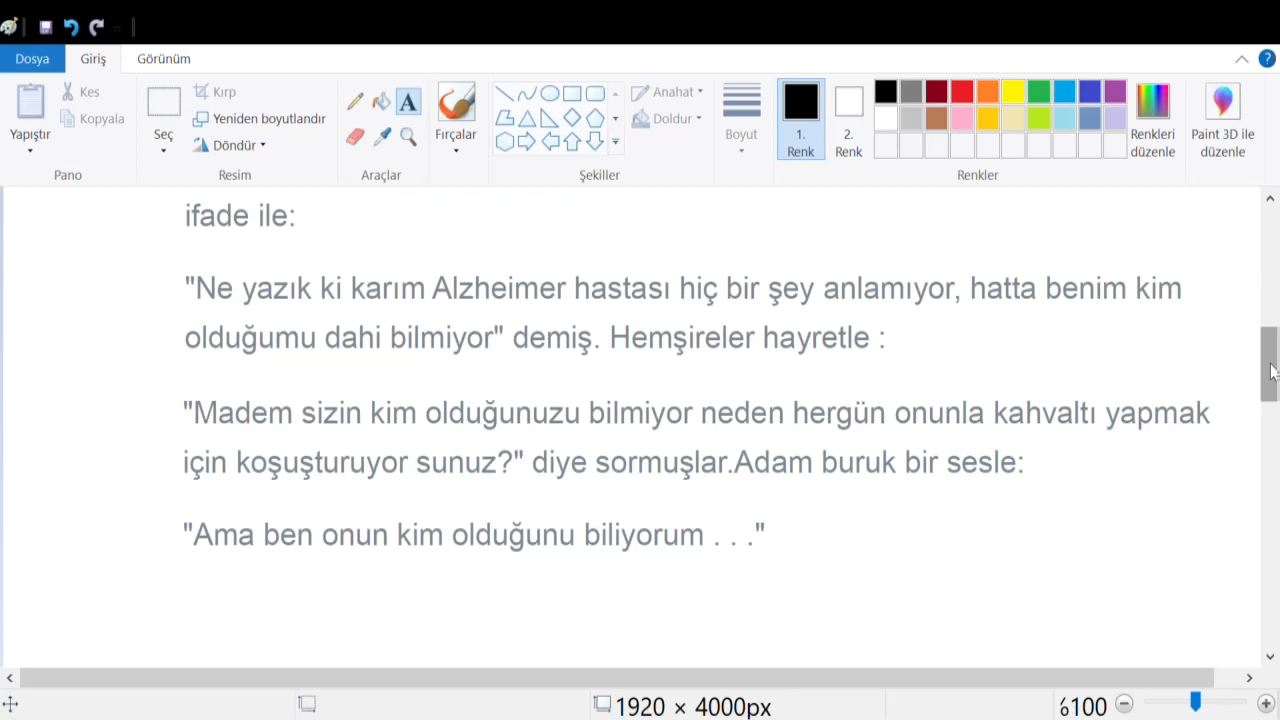 Dosya Giriş Görünüm
Yapıştır
Kes
Kopyala
Pano
Seç
Kırp
Yeniden boyutlandır
Döndür
Resim
A
Araçlar
Fırçalar
Şekiller
Anahat
Doldur
Boyut
1.
Renk
2.
Renk
Renkler
Renkleri
düzenle
Paint 3D ile
düzenle
?
ifade ile:
"Ne yazık ki karım Alzheimer hastası hiç bir şey anlamıyor, hatta benim kim
olduğumu dahi bilmiyor" demiş. Hemşireler hayretle :
"Madem sizin kim olduğunuzu bilmiyor neden hergün onunla kahvaltı yapmak
için koşuşturuyor sunuz?" diye sormuşlar.Adam buruk bir sesle:
"Ama ben onun kim olduğunu biliyorum . . ."
1920 × 4000px
%100